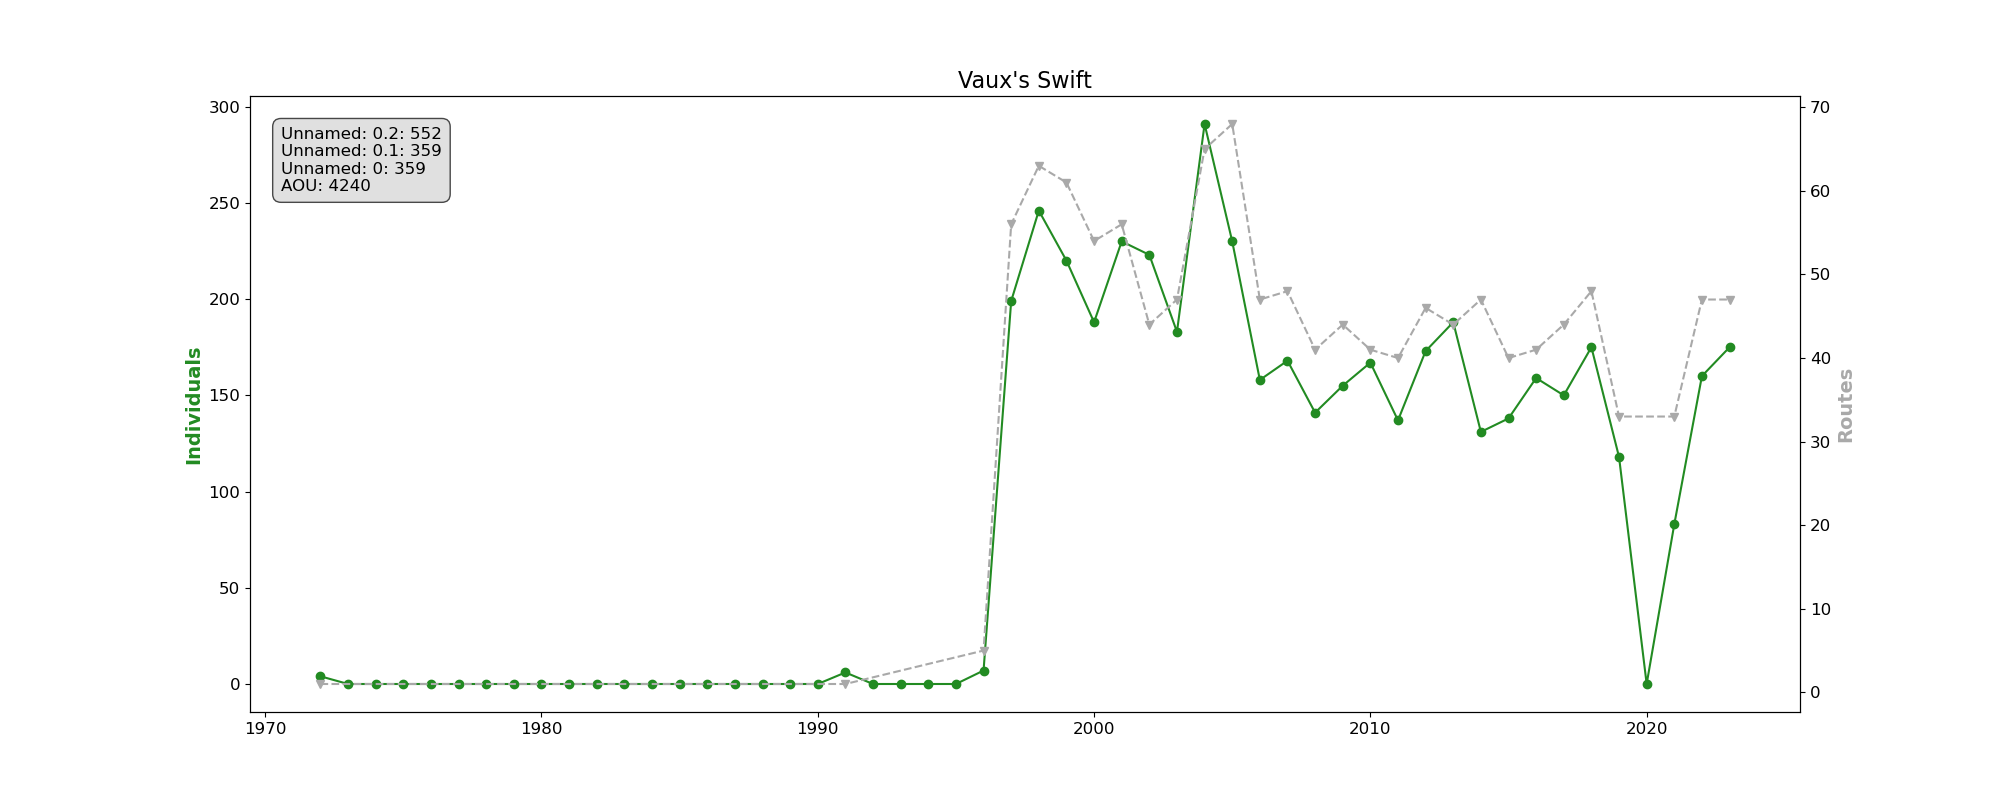 Vaux's Swift
300
250
200
150
100
50
0
Individuals
Unnamed: 0.2: 552
Unnamed: 0.1: 359
Unnamed: 0: 359
AOU: 4240
70
60
50
40
30
20
10
0
Routes
1970 1980 1990 2000 2010 2020